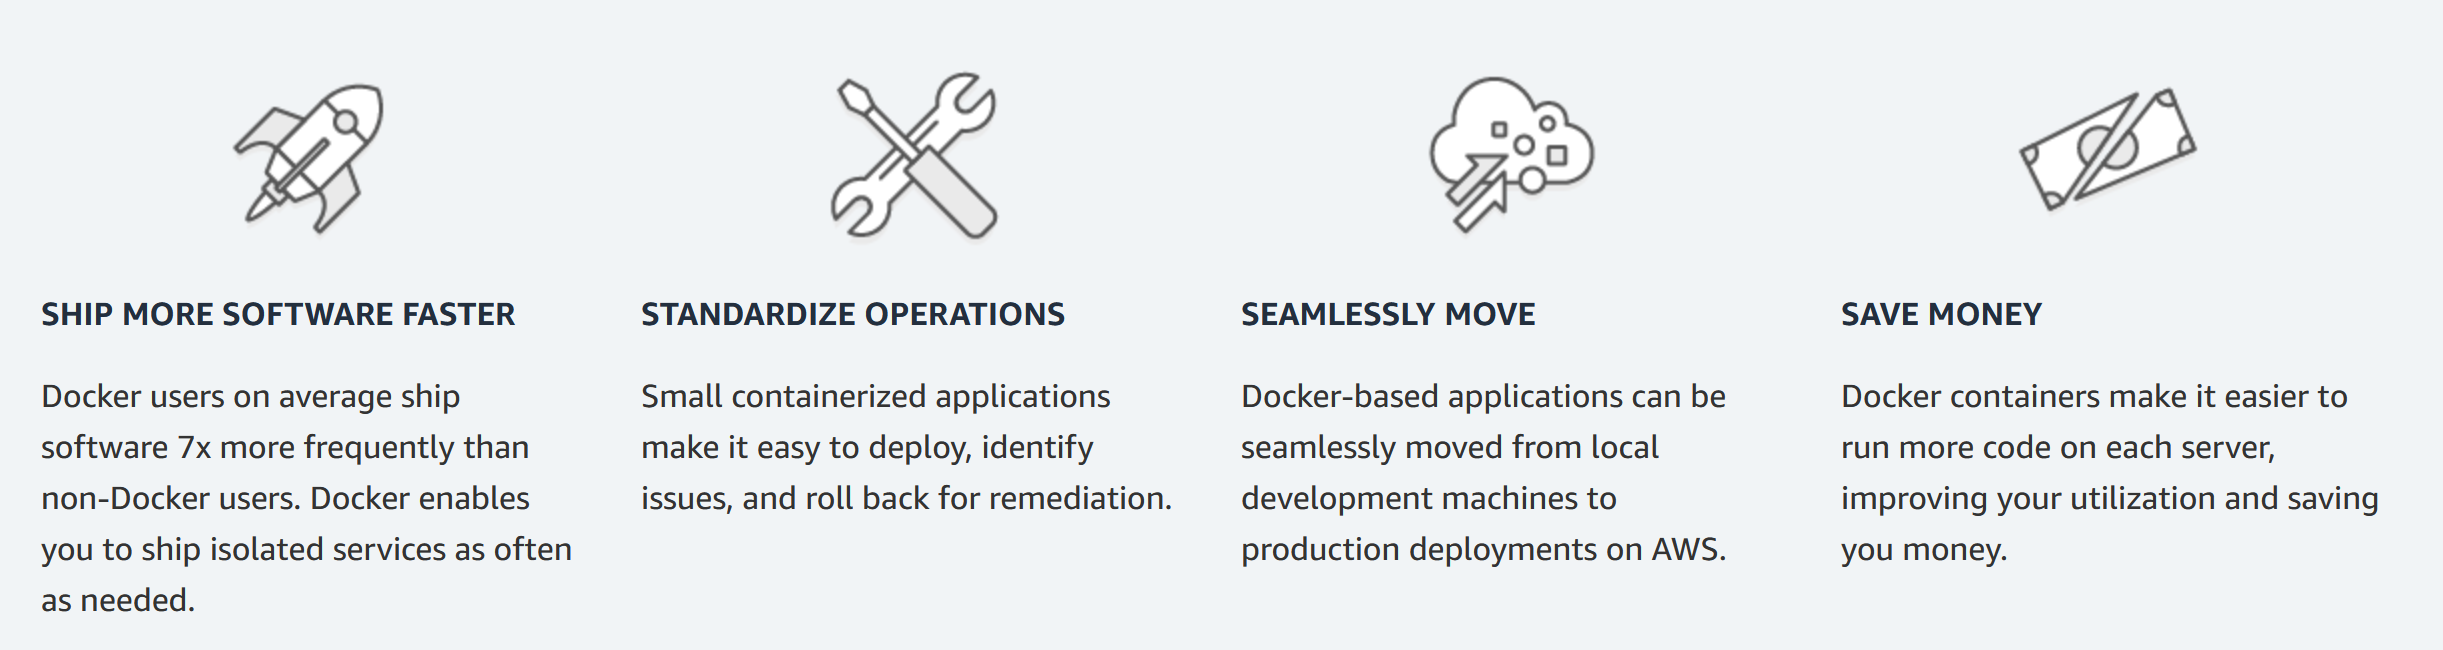 SHIP MORE SOFTWARE FASTER
Docker users on average ship
software 7x more frequently than
non-Docker users. Docker enables
you to ship isolated services as often
as needed.
STANDARDIZE OPERATIONS
Small containerized applications
make it easy to deploy, identify
issues, and roll back for remediation.
SEAMLESSLY MOVE
Docker-based applications can be
seamlessly moved from local
development machines to
production deployments on AWS.
SAVE MONEY
Docker containers make it easier to
run more code on each server,
improving your utilization and saving
you money.